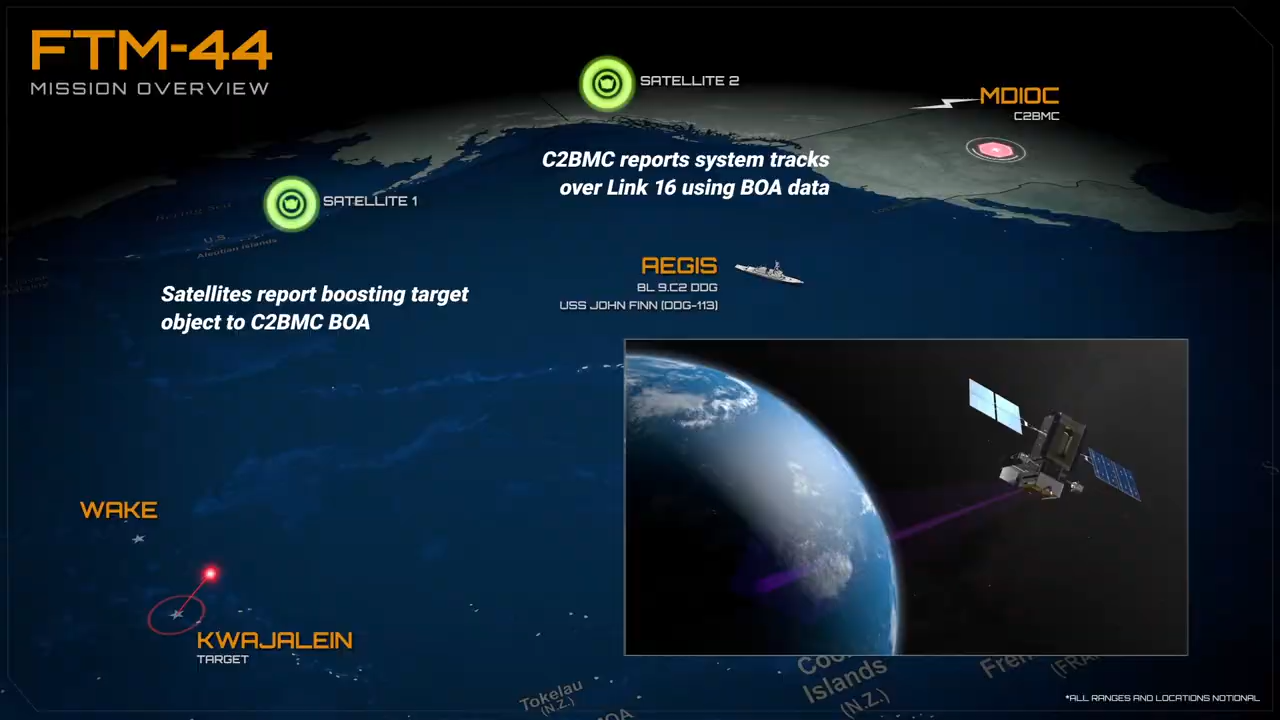 FTM-44
MISSION OVERVIEW
SATELLITE 2
MDIOC
C2BMC
C2BMC reports system tracks
over Link 16 using BOA data
SATELLITE 1
Bering Sea
U.S.
Aleutian Islands
AEGIS
BL 9.C2 DDG
USS JOHN FINN (DDG-113)
Satellites report boosting target
object to C2BMC BOA
WAKE
KWAJALEIN
TARGET
Islands
(N.Z.)
Tokelau
(N.Z.)
*ALL RANGES AND LOCATIONS NOTIONAL